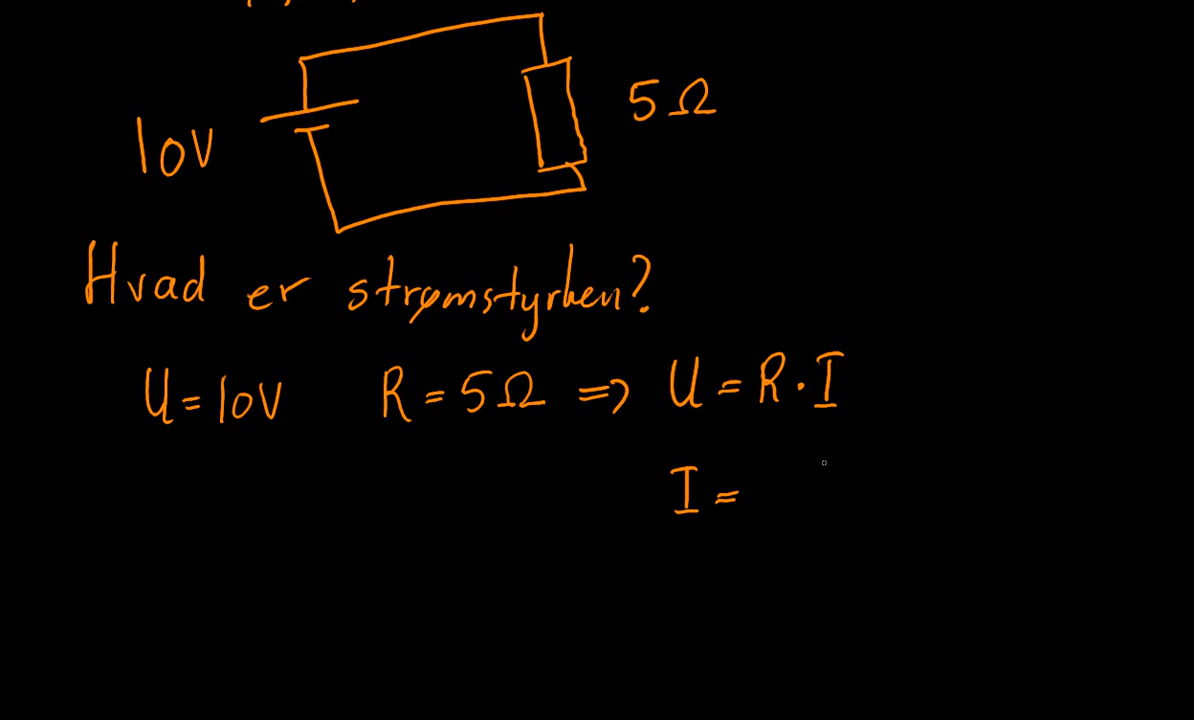 5Ω
10V
Hvad er strømstyrken?
U = 10V R = 5Ω => U = R · I
I =